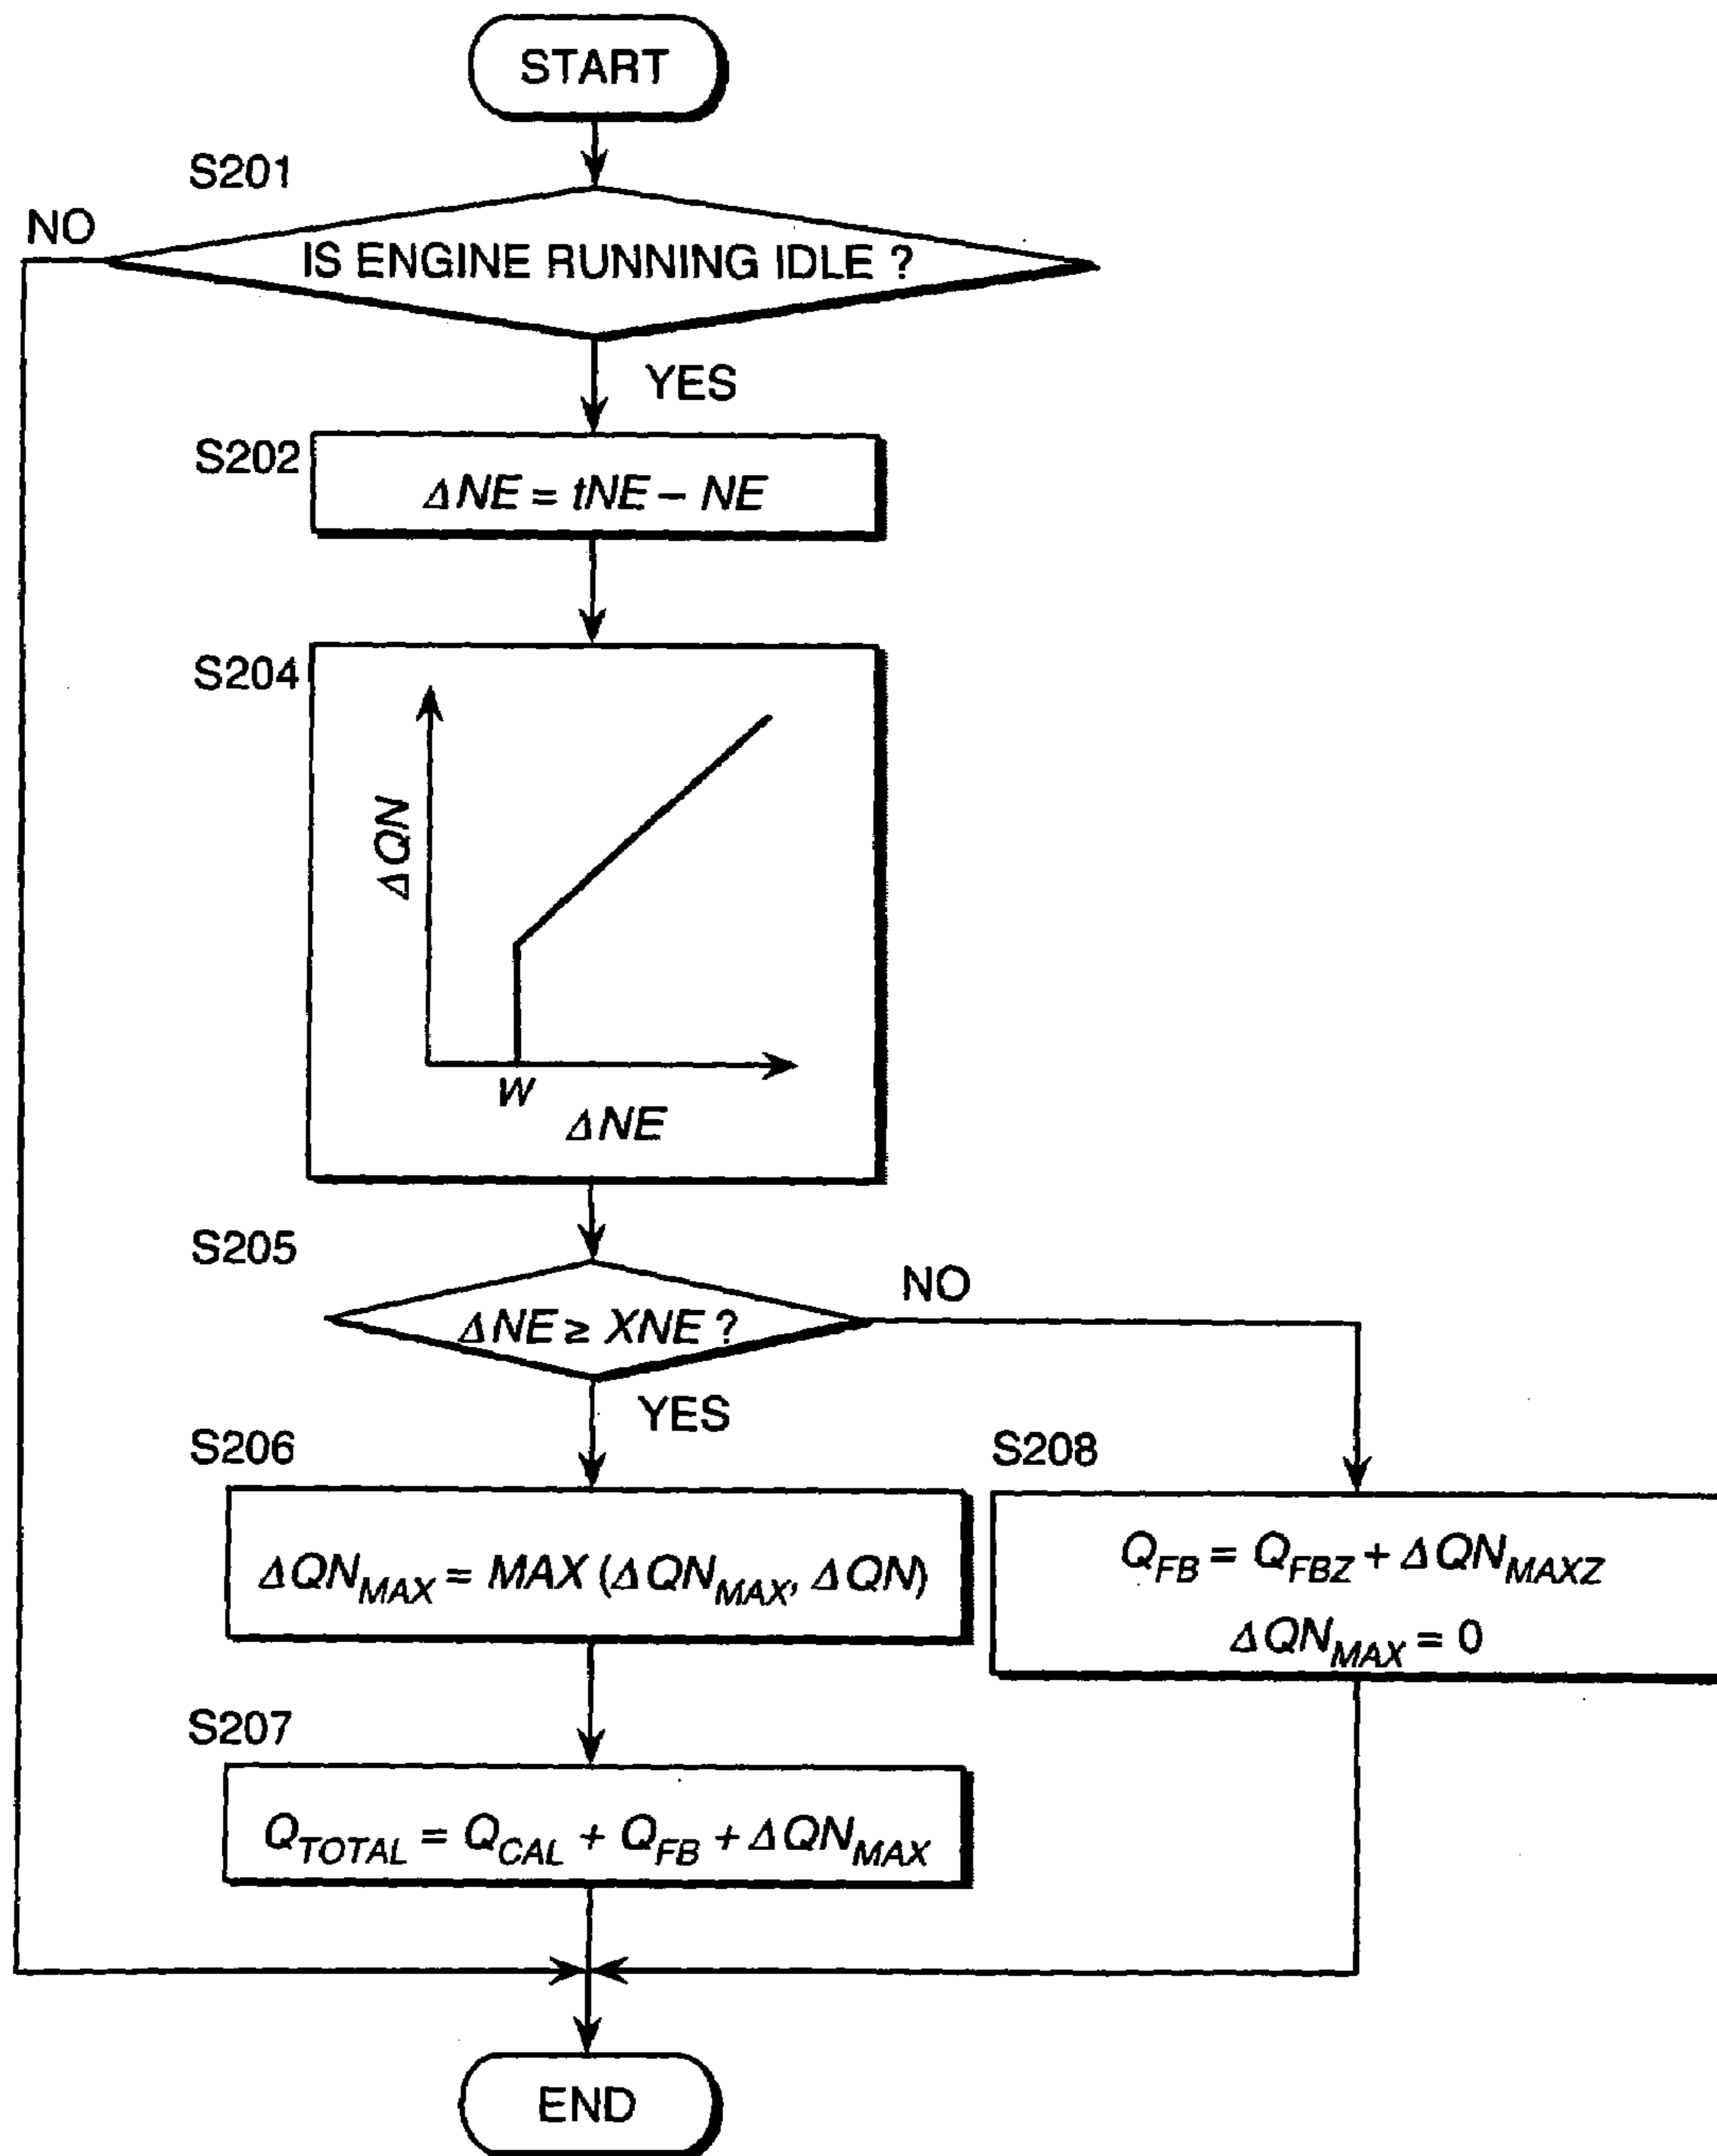 START
S201
NO
IS ENGINE RUNNING IDLE ?
YES
S202
ΔNE = tNE – NE
S204
ΔQN
W
ΔNE
S205
NO
ΔNE ≥ XNE ?
YES
S206
ΔQN_MAX = MAX (ΔQN_MAX, ΔQN)
S208
Q_FB = Q_FBZ + ΔQN_MAXZ
ΔQN_MAX = 0
S207
Q_TOTAL = Q_CAL + Q_FB + ΔQN_MAX
END